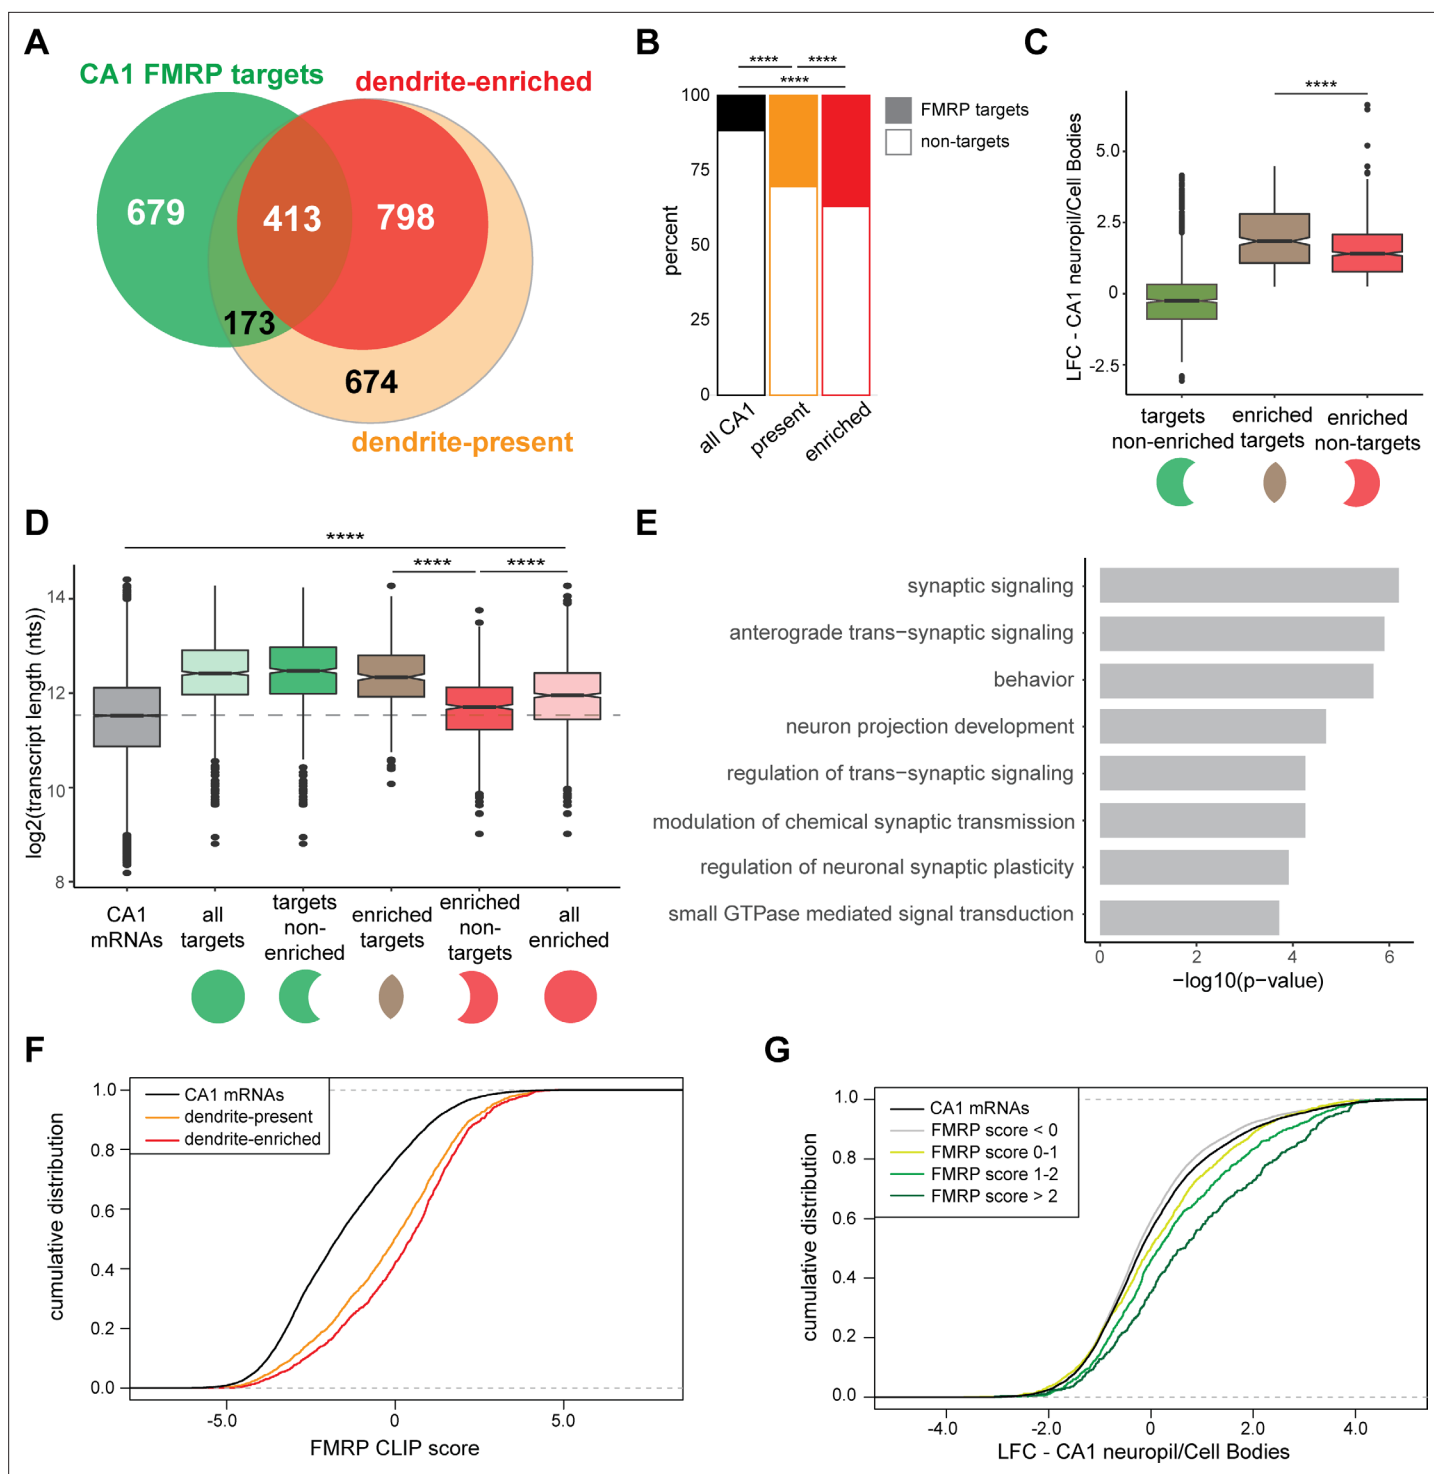 A
CA1 FMRP targets
dendrite-enriched
679
413
798
173
674
dendrite-present
B
****
****
****
100
75
50
25
0
percent
FMRP targets
non-targets
all CA1
present
enriched
C
****
LFC - CA1 neuropil/Cell Bodies
5.0
2.5
0
-2.5
targets
non-enriched
enriched
targets
enriched
non-targets
D
****
****
****
log2(transcript length (nts))
14
12
10
8
CA1
mRNAs
all
targets
targets
non-
enriched
enriched
targets
enriched
non-
targets
all
enriched
E
synaptic signaling
anterograde trans−synaptic signaling
behavior
neuron projection development
regulation of trans−synaptic signaling
modulation of chemical synaptic transmission
regulation of neuronal synaptic plasticity
small GTPase mediated signal transduction
0
2
4
6
−log10(p−value)
F
CA1 mRNAs
dendrite-present
dendrite-enriched
cumulative distribution
1.0
0.8
0.6
0.4
0.2
0.0
-5.0
0
5.0
FMRP CLIP score
G
CA1 mRNAs
FMRP score < 0
FMRP score 0-1
FMRP score 1-2
FMRP score > 2
cumulative distribution
1.0
0.8
0.6
0.4
0.2
0.0
-4.0
-2.0
0
2.0
4.0
LFC - CA1 neuropil/Cell Bodies